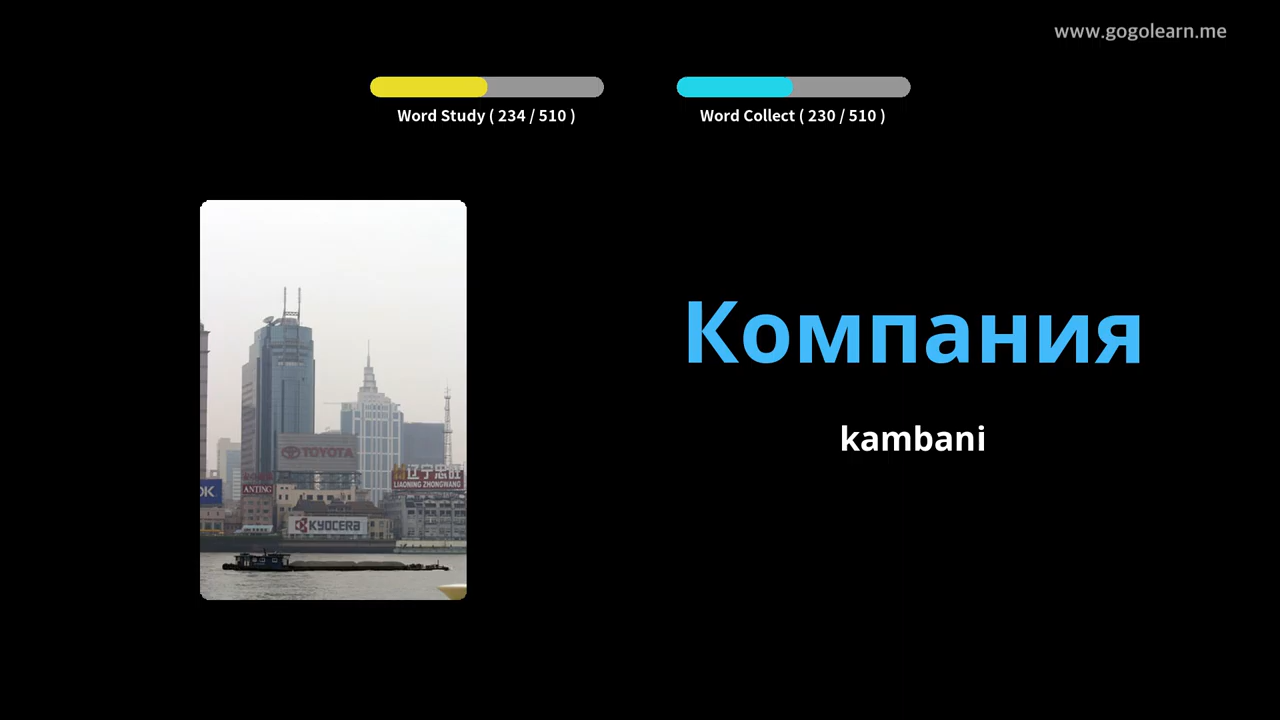 www.gogolearn.me
Word Study ( 234 / 510 )
Word Collect ( 230 / 510 )
Компания
kambani
TOYOTA
辽宁忠旺
LIAONING ZHONGWANG
OK
ANTING
KYOCERA